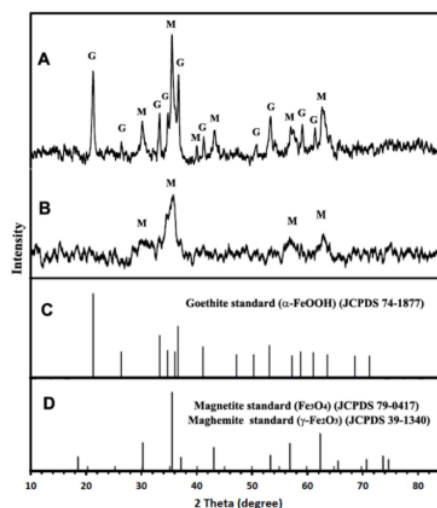 A
G
G
M
G
G
M
G
M
G
M
G
G
M
G
G
M
B
M
M
M
M
Intensity
C
Goethite standard (α-FeOOH) (JCPDS 74-1877)
D
Magnetite standard (Fe₃O₄) (JCPDS 79-0417)
Maghemite standard (γ-Fe₂O₃) (JCPDS 39-1340)
10 20 30 40 50 60 70 80
2 Theta (degree)